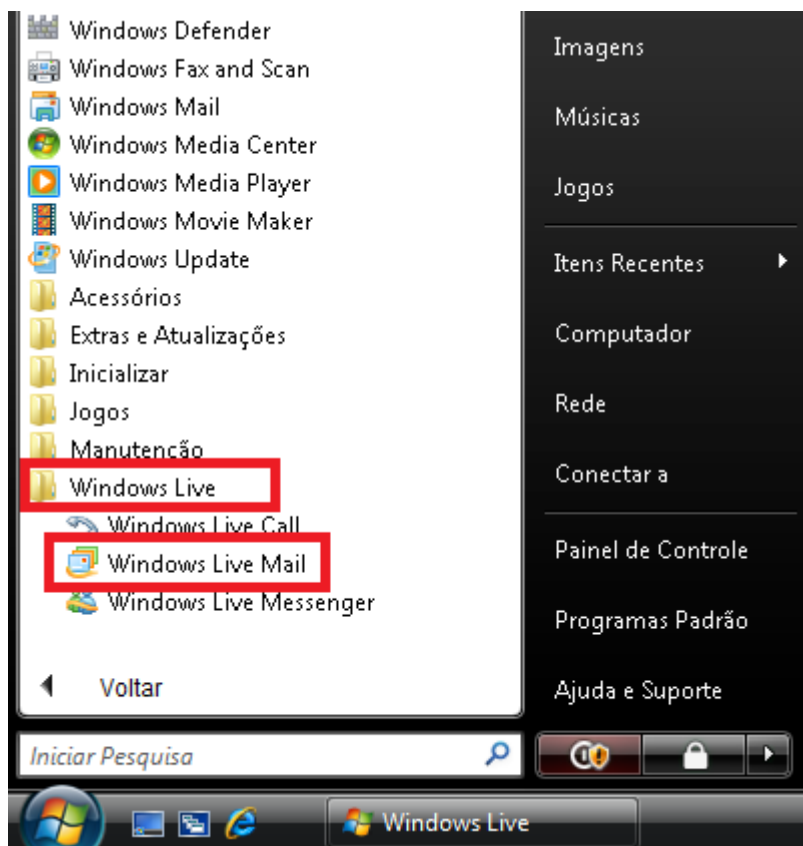 Windows Defender
Windows Fax and Scan
Windows Mail
Windows Media Center
Windows Media Player
Windows Movie Maker
Windows Update
Acessórios
Extras e Atualizações
Inicializar
Jogos
Manutenção
Windows Live
Windows Live Call
Windows Live Mail
Windows Live Messenger
Voltar
Iniciar Pesquisa
Imagens
Músicas
Jogos
Itens Recentes
Computador
Rede
Conectar a
Painel de Controle
Programas Padrão
Ajuda e Suporte
Windows Live